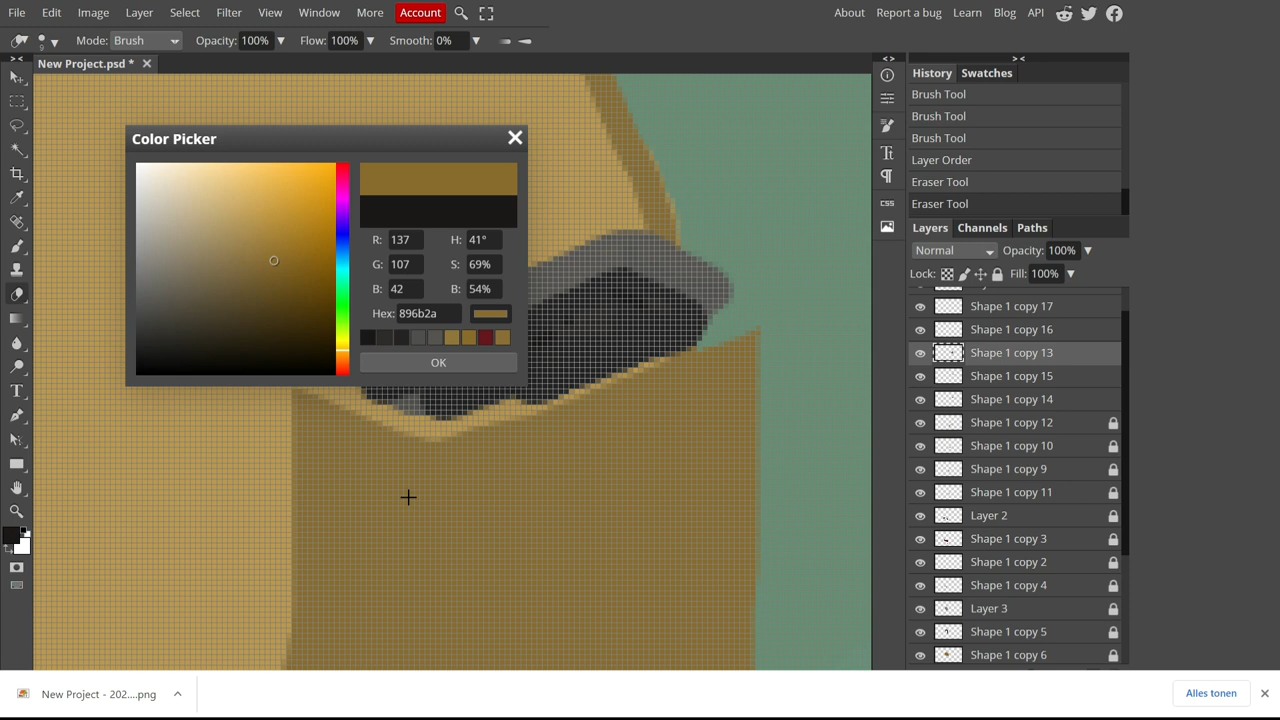 File Edit Image Layer Select Filter View Window More Account About Report a bug Learn Blog API
9 Mode: Brush Opacity: 100% Flow: 100% Smooth: 0%
> < New Project.psd * < > > <
History Swatches
Brush Tool
Brush Tool
Brush Tool
Layer Order
Eraser Tool
Eraser Tool
Color Picker
R: 137 H: 41°
G: 107 S: 69%
B: 42 B: 54%
Hex: 896b2a
OK
CSS
Layers Channels Paths
Normal Opacity: 100%
Lock: Fill: 100%
Shape 1 copy 17
Shape 1 copy 16
Shape 1 copy 13
Shape 1 copy 15
Shape 1 copy 14
Shape 1 copy 12
Shape 1 copy 10
Shape 1 copy 9
Shape 1 copy 11
Layer 2
Shape 1 copy 3
Shape 1 copy 2
Shape 1 copy 4
Layer 3
Shape 1 copy 5
Shape 1 copy 6
New Project - 202....png Alles tonen